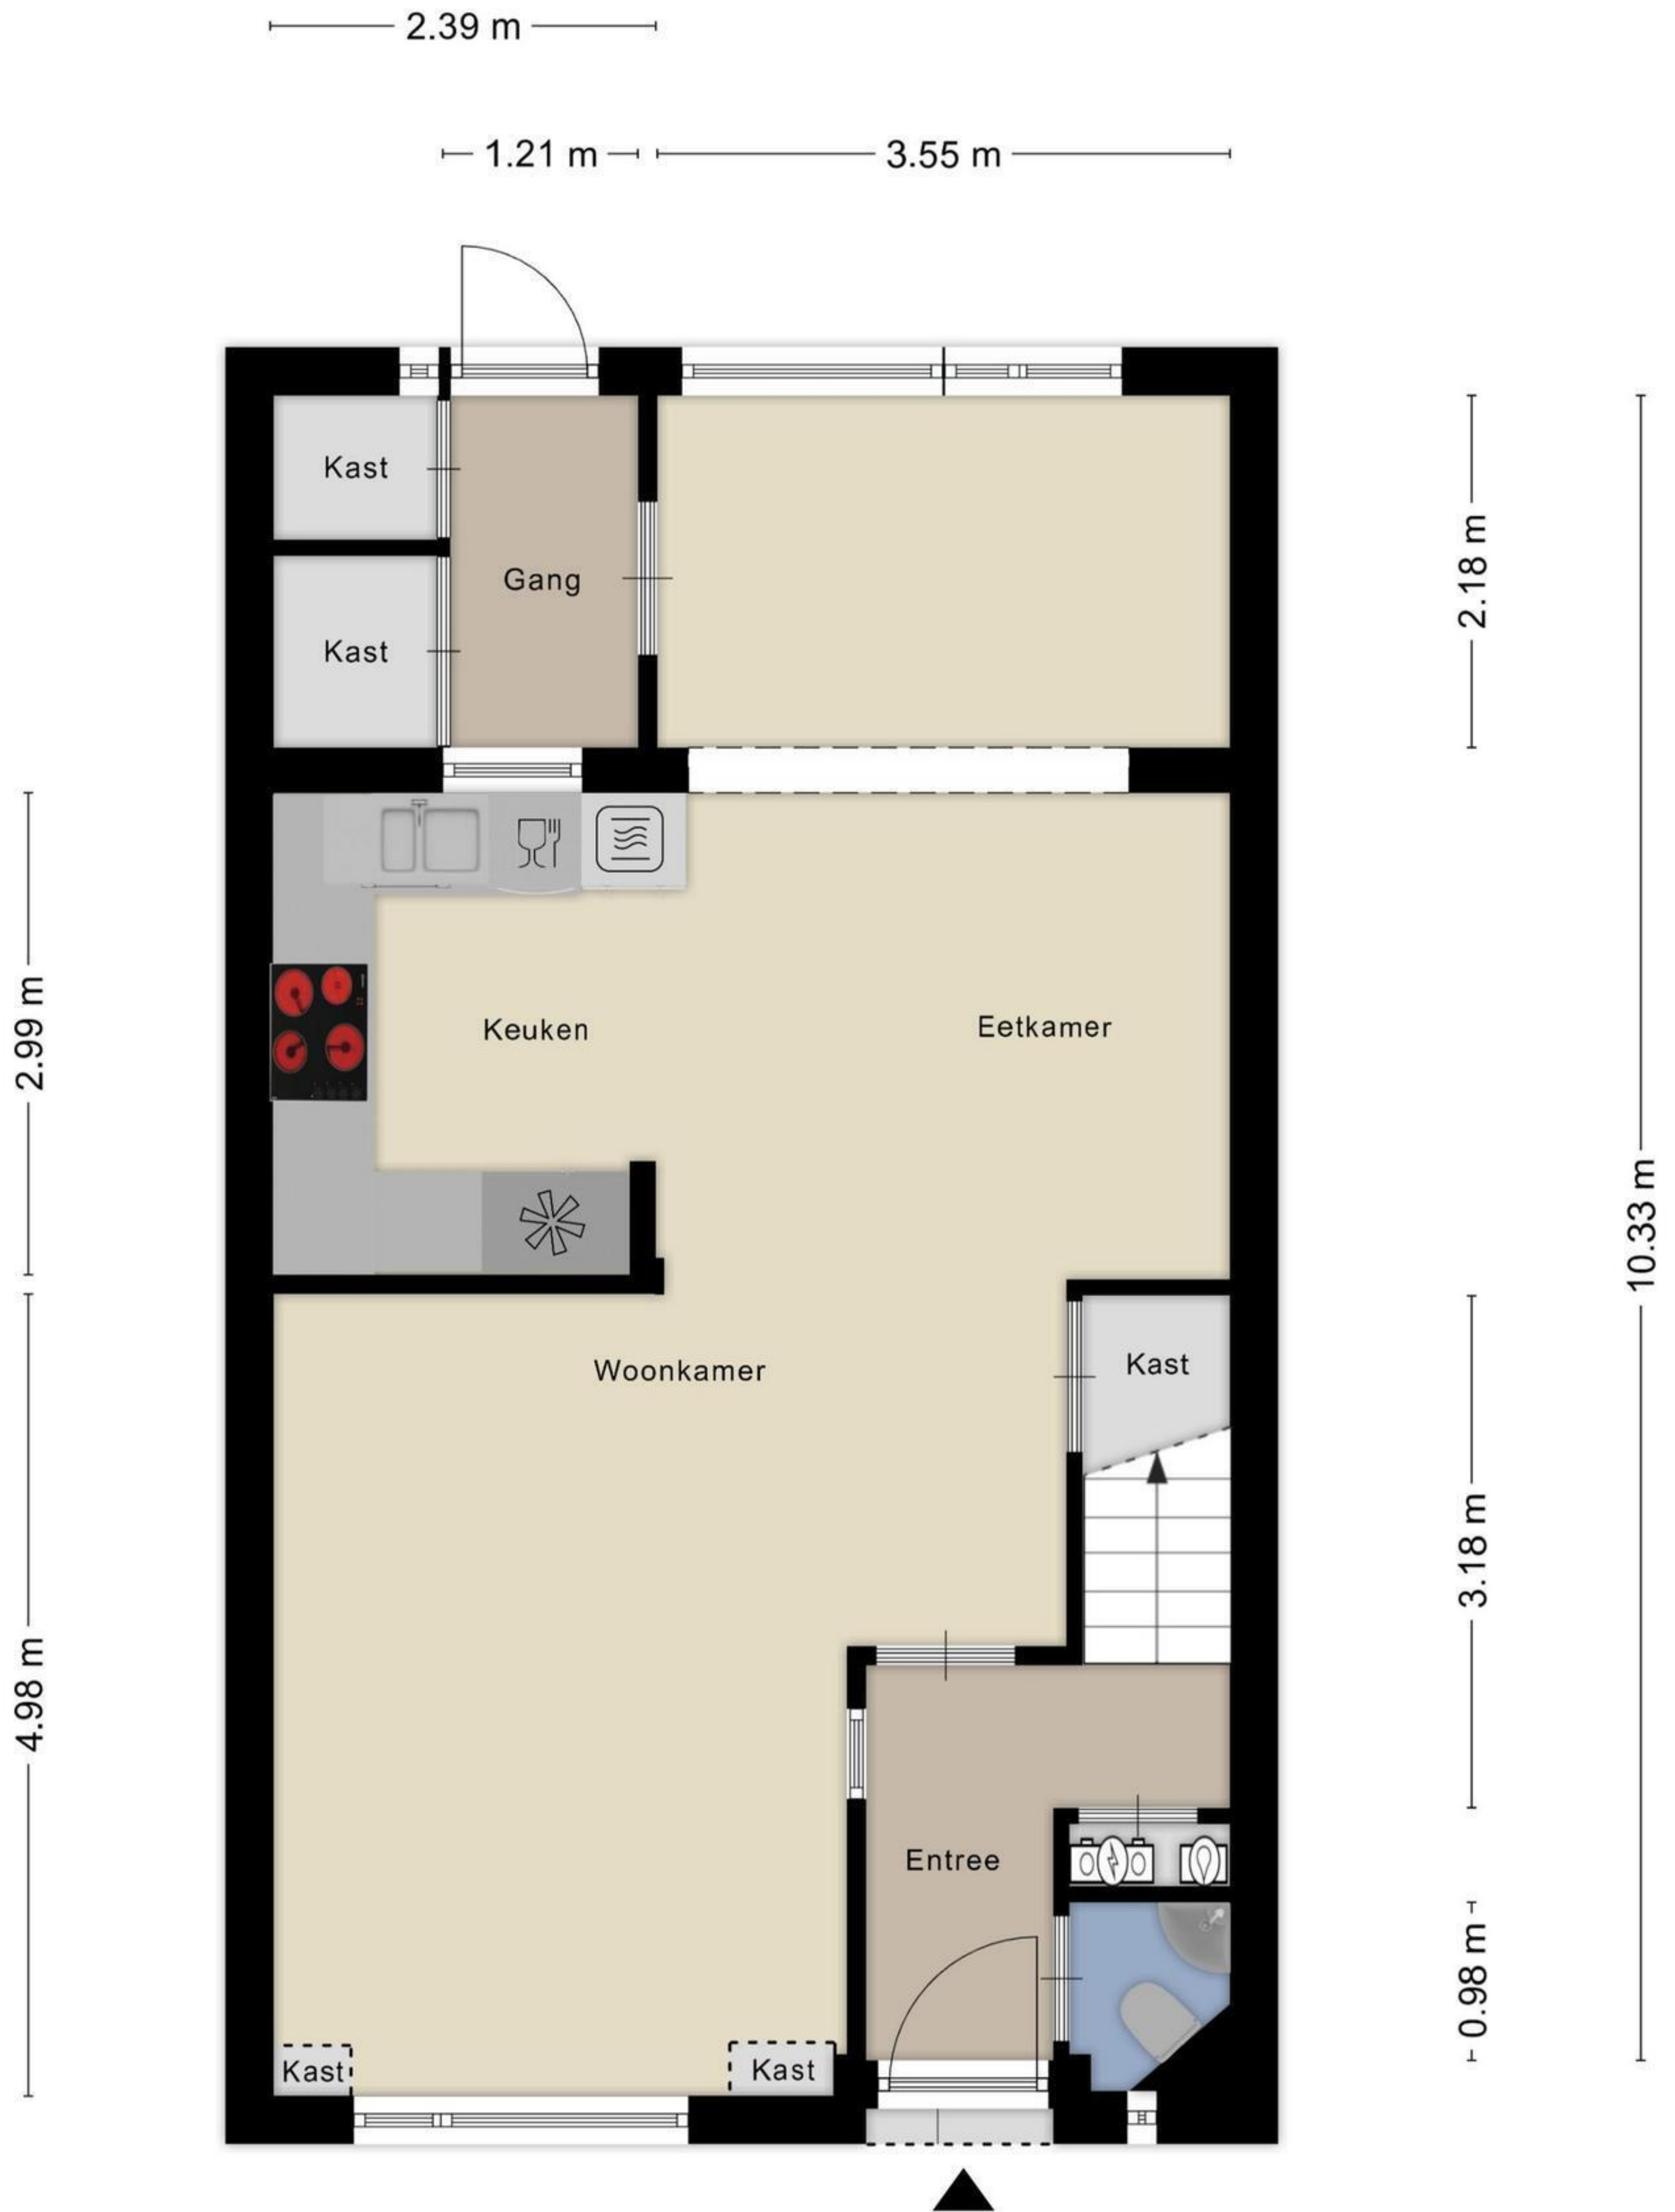 2.39 m
1.21 m
3.55 m
Kast
Gang
2.18 m
Kast
2.99 m
Keuken
Eetkamer
10.33 m
Woonkamer
Kast
3.18 m
4.98 m
Entree
0.98 m
Kast
Kast